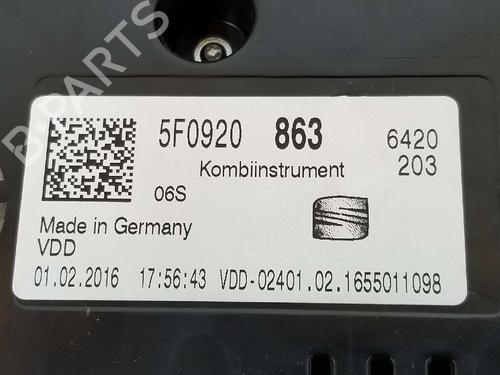 B-PARTS
5F0920 863 6420
Kombiinstrument 203
06S
Made in Germany
VDD
01.02.2016 17:56:43 VDD-02401.02.1655011098